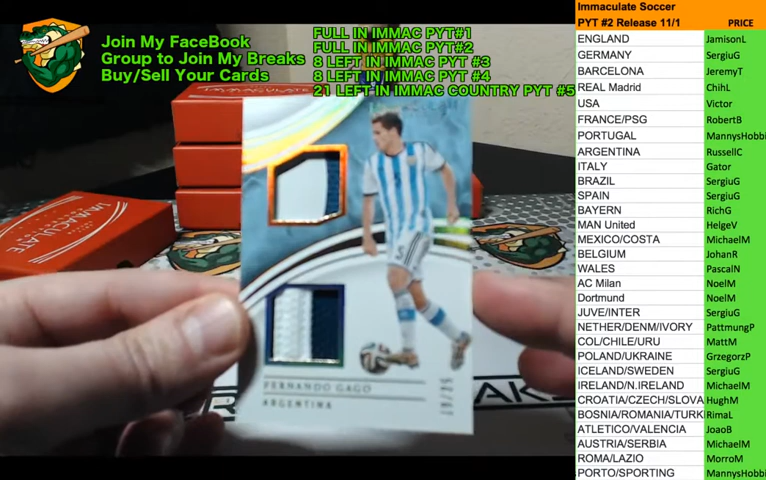 Join My FaceBook
Group to Join My Breaks
Buy/Sell Your Cards
FULL IN IMMAC PYT#1
FULL IN IMMAC PYT#2
8 LEFT IN IMMAC PYT #3
8 LEFT IN IMMAC PYT #4
21 LEFT IN IMMAC COUNTRY PYT #5
IMMACULATE
FERNANDO GAGO
ARGENTINA
Immaculate Soccer
PYT #2 Release 11/1 PRICE
ENGLAND JamisonL
GERMANY SergiuG
BARCELONA JeremyT
REAL Madrid ChihL
USA Victor
FRANCE/PSG RobertB
PORTUGAL MannysHobbi
ARGENTINA RussellC
ITALY Gator
BRAZIL SergiuG
SPAIN SergiuG
BAYERN RichG
MAN United HelgeV
MEXICO/COSTA MichaelM
BELGIUM JohanR
WALES PascalN
AC Milan NoelM
Dortmund NoelM
JUVE/INTER SergiuG
NETHER/DENM/IVORY PattmungP
COL/CHILE/URU MattM
POLAND/UKRAINE GrzegorzP
ICELAND/SWEDEN SergiuG
IRELAND/N.IRELAND MichaelM
CROATIA/CZECH/SLOVA HughM
BOSNIA/ROMANIA/TURK RimaL
ATLETICO/VALENCIA JoaoB
AUSTRIA/SERBIA MichaelM
ROMA/LAZIO MorroM
PORTO/SPORTING MannysHobbi